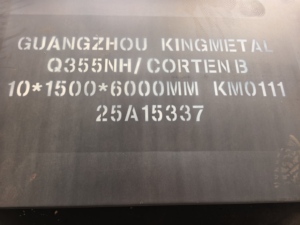 GUANGZHOU KINGMETAL
Q355NH/CORTEN B
10*1500*6000MM KM0111
25A15337